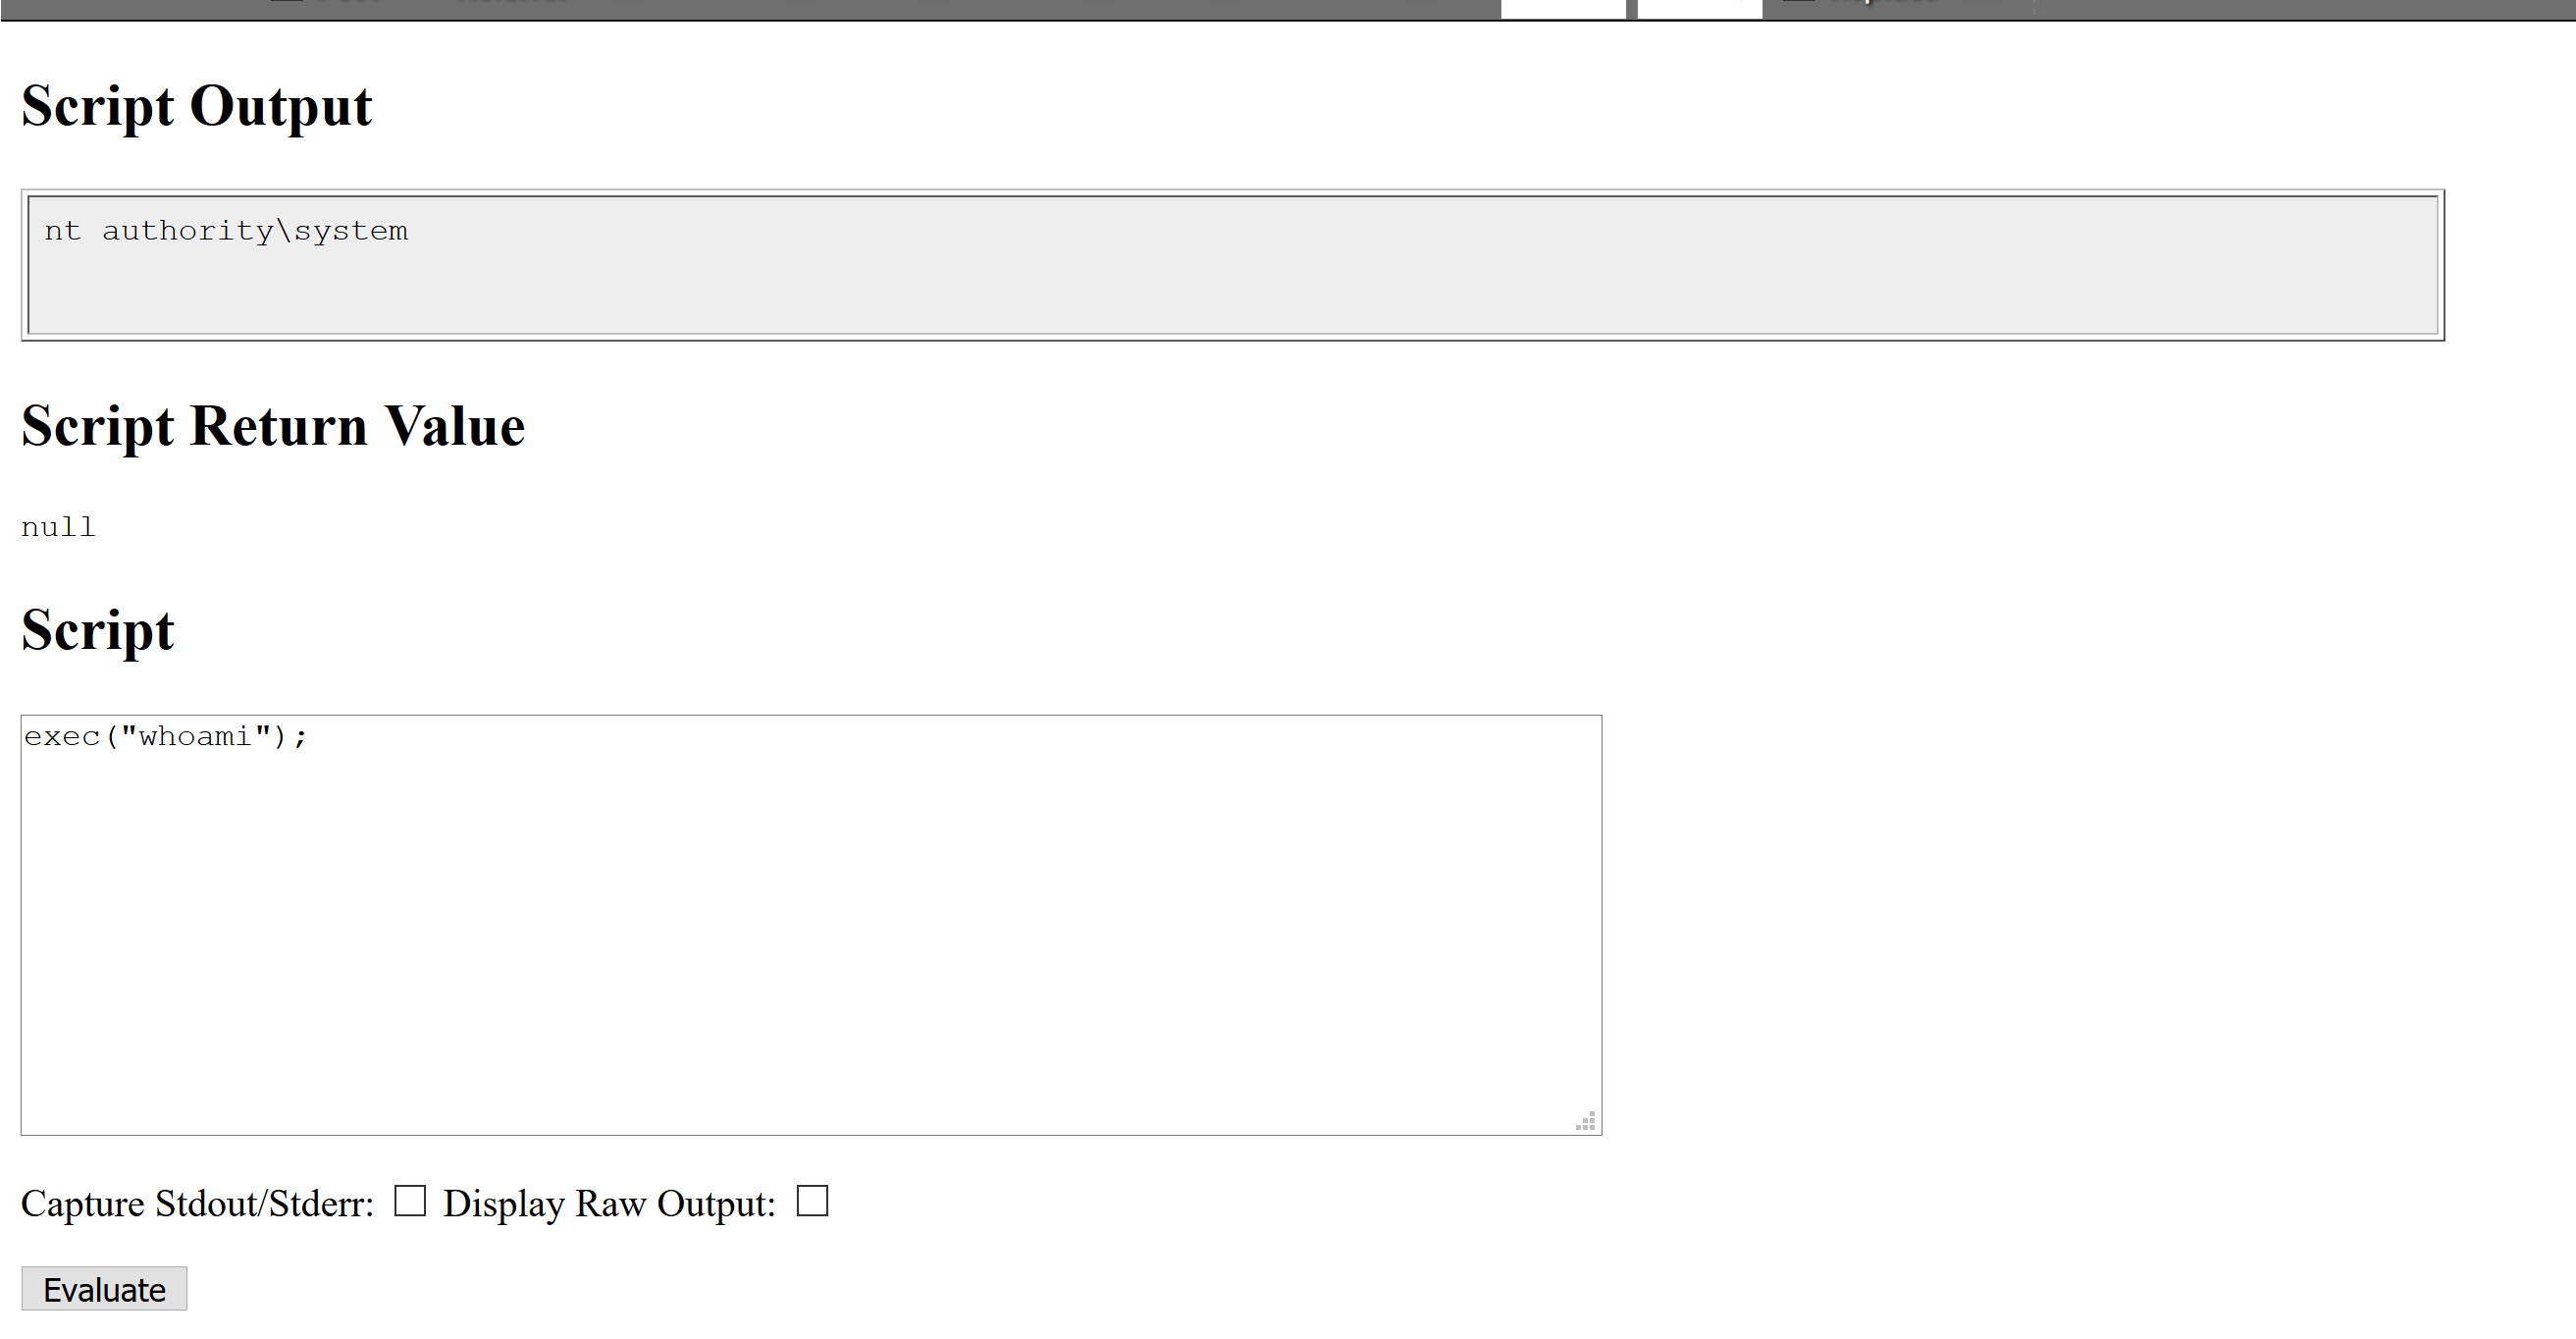 Script Output
nt authority\system
Script Return Value
null
Script
exec("whoami");
Capture Stdout/Stderr: Display Raw Output:
Evaluate